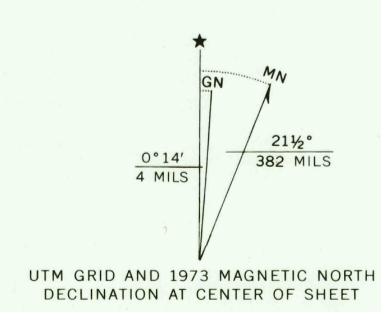 ★
GN
MN
0°14'
4 MILS
21½°
382 MILS
UTM GRID AND 1973 MAGNETIC NORTH
DECLINATION AT CENTER OF SHEET